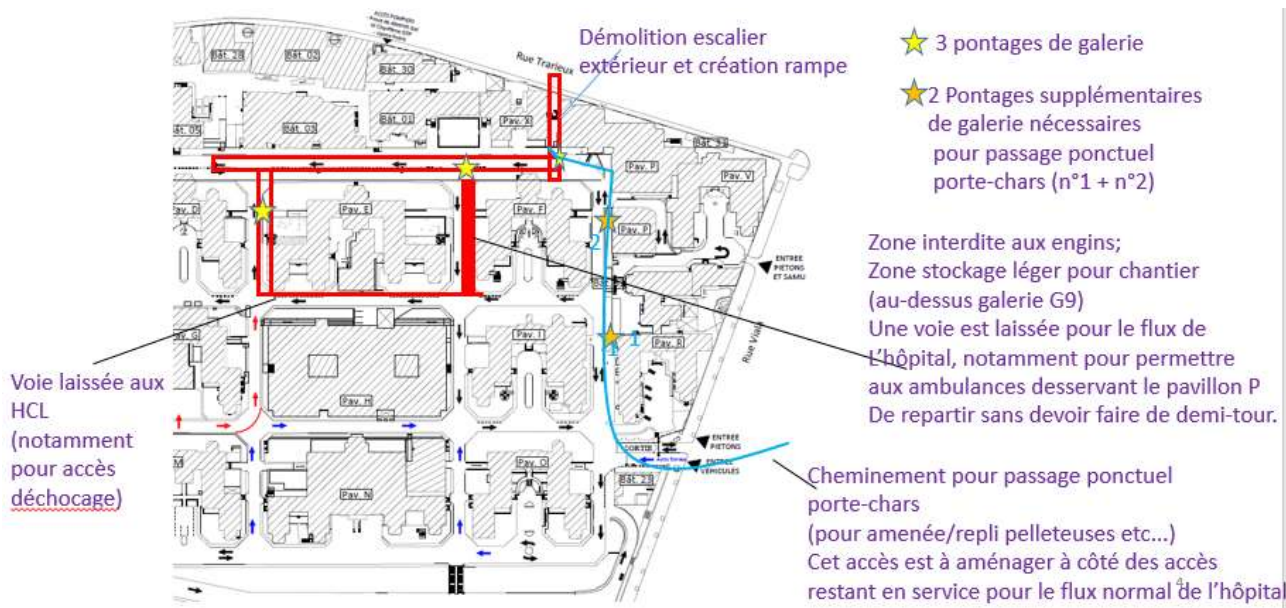 ACCES POMPIERS
Rue Trarieux
Démolition escalier
extérieur et création rampe
3 pontages de galerie
2 Pontages supplémentaires
de galerie nécessaires
pour passage ponctuel
porte-chars (n°1 + n°2)
Bât. 28
Bât. 02
Bât. 30
Bât. 05
Bât. 03
Bât. 01
Pav. X
Pav. P
Pav. V
Pav. D
Pav. E
Pav. F
Pav. P
2
ENTREE
PIETONS
ET SAMU
Zone interdite aux engins;
Zone stockage léger pour chantier
(au-dessus galerie G9)
Une voie est laissée pour le flux de
L'hôpital, notamment pour permettre
aux ambulances desservant le pavillon P
De repartir sans devoir faire de demi-tour.
Pav. G
Pav. I
1
Pav. R
Rue Viala
Voie laissée aux
HCL
(notamment
pour accès
déchocage)
Pav. H
ENTREE
PIETONS
SORTIE
ENTREE
VEHICULES
M
Pav. N
Pav. O
Bât. 23
Cheminement pour passage ponctuel
porte-chars
(pour amenée/repli pelleteuses etc...)
Cet accès est à aménager à côté des accès
restant en service pour le flux normal de l'hôpital
4